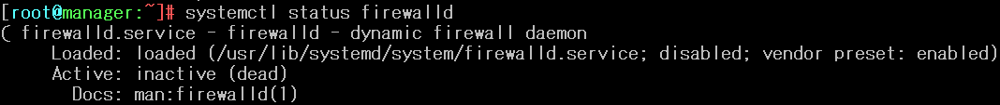 [root@manager:~]# systemctl status firewalld
( firewalld.service - firewalld - dynamic firewall daemon
Loaded: loaded (/usr/lib/systemd/system/firewalld.service; disabled; vendor preset: enabled)
Active: inactive (dead)
Docs: man:firewalld(1)